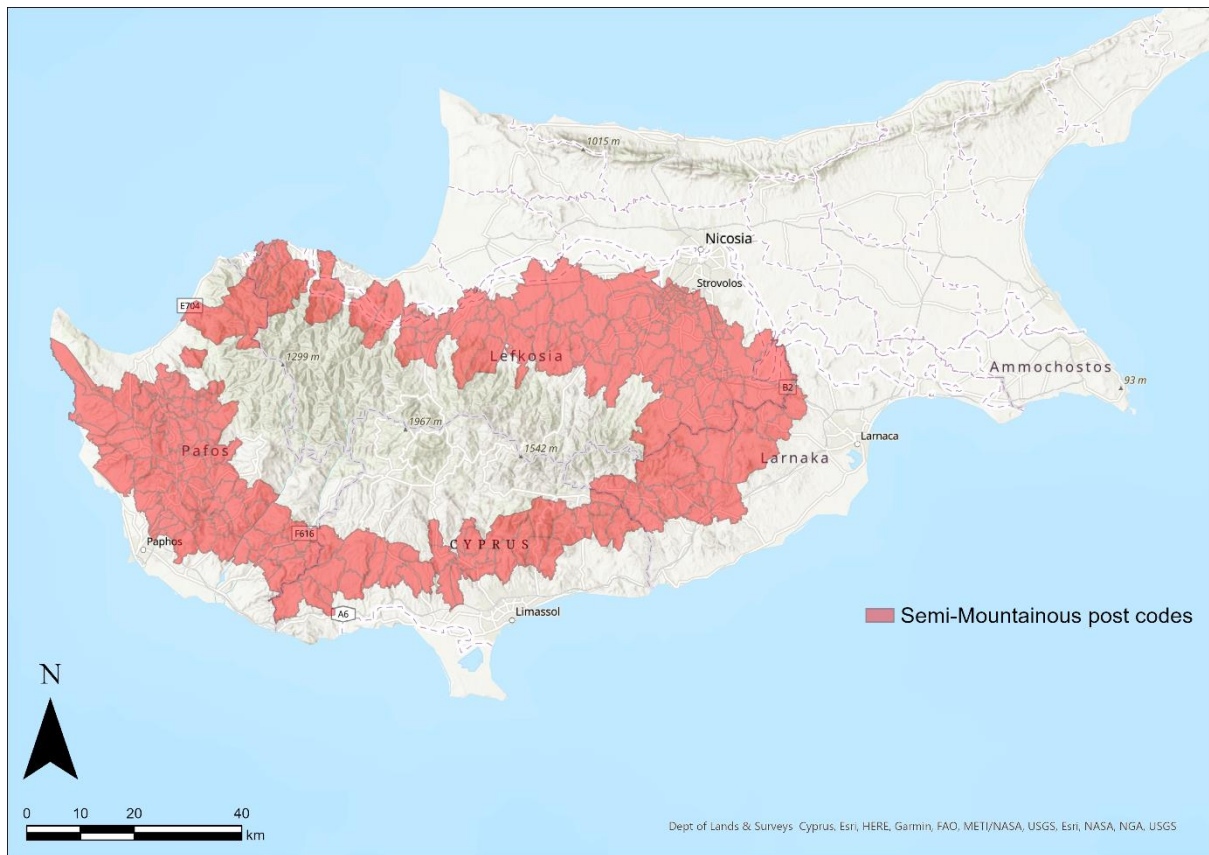 1015 m
Nicosia
Strovolos
E704
1299 m
Lefkosia
Ammochostos
93 m
B2
1967 m
Pafos
1542 m
Larnaca
Larnaka
F616
CYPRUS
Paphos
A6
Limassol
Semi-Mountainous post codes
N
0 10 20 40
km
Dept of Lands & Surveys Cyprus, Esri, HERE, Garmin, FAO, METI/NASA, USGS, Esri, NASA, NGA, USGS